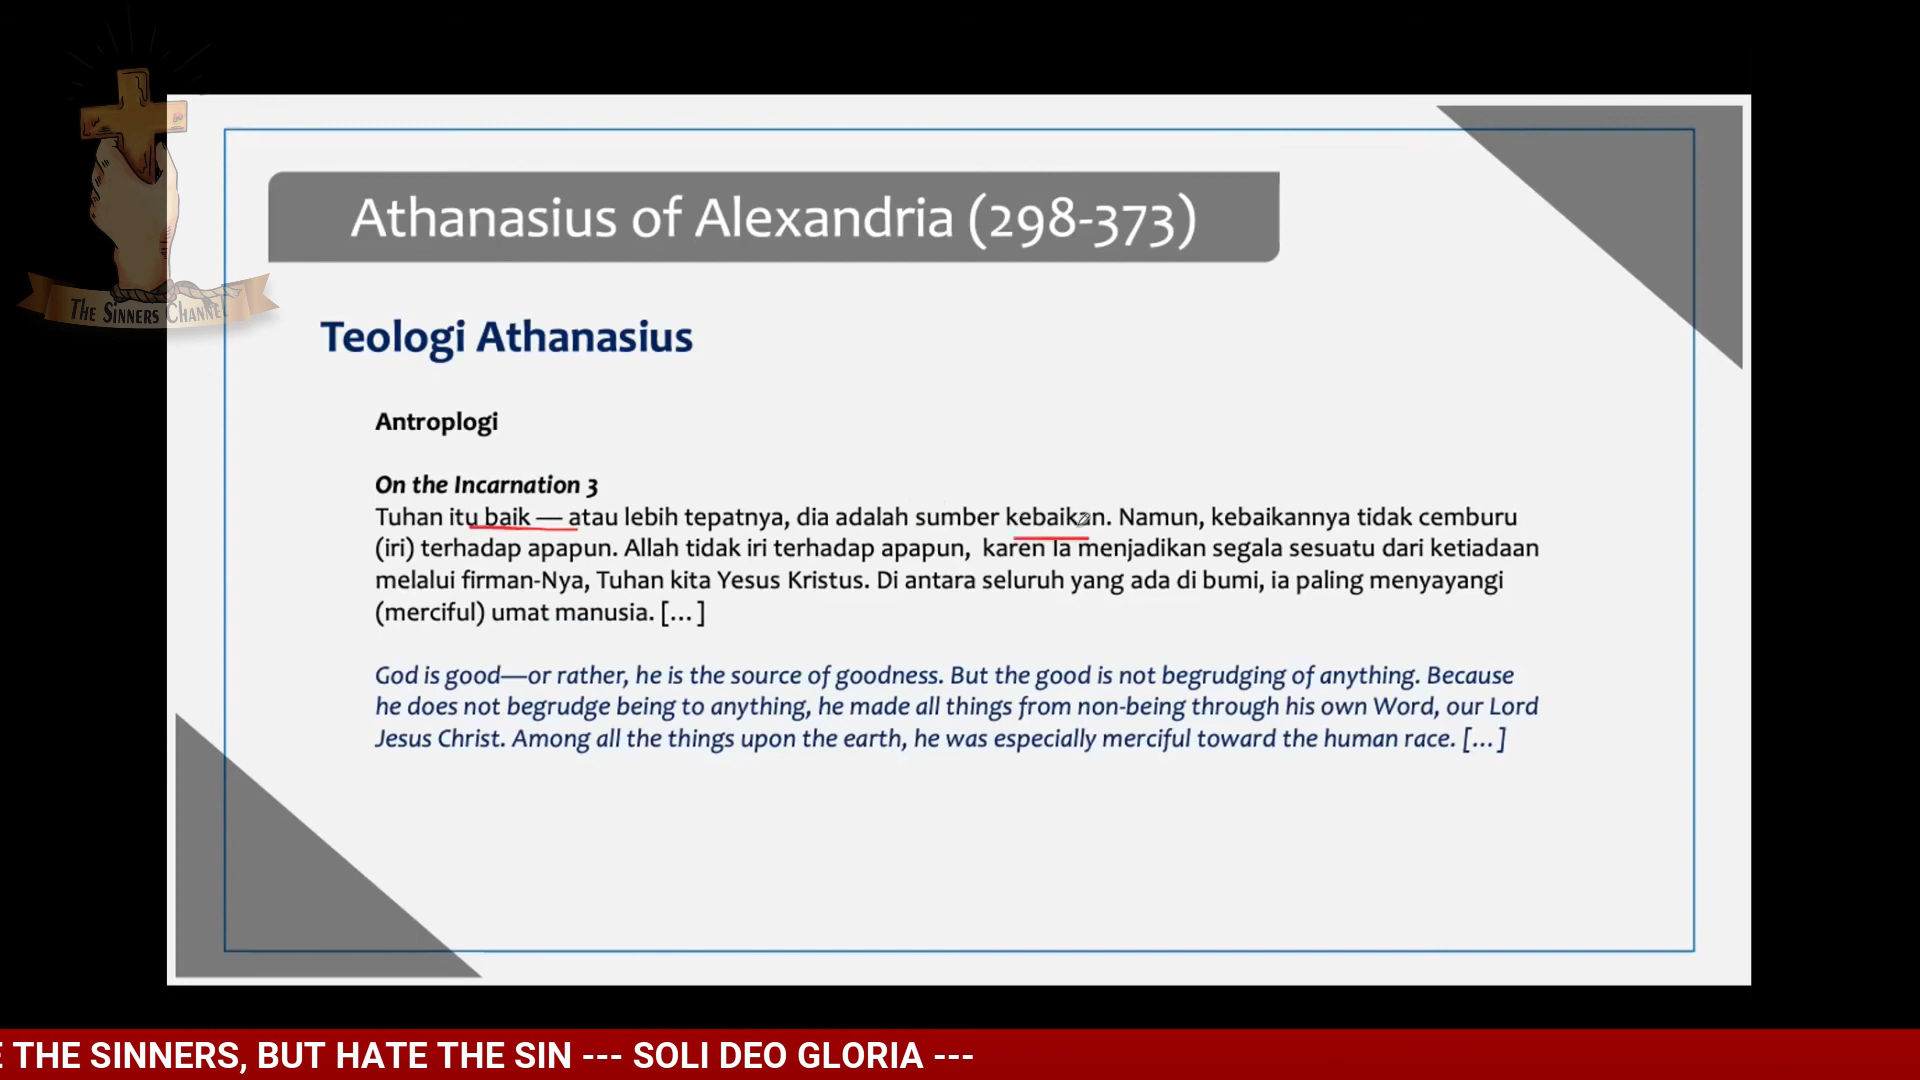 The Sinners Channel
Athanasius of Alexandria (298-373)
Teologi Athanasius
Antroplogi
On the Incarnation 3
Tuhan itu baik — atau lebih tepatnya, dia adalah sumber kebaikan. Namun, kebaikannya tidak cemburu
(iri) terhadap apapun. Allah tidak iri terhadap apapun, karen Ia menjadikan segala sesuatu dari ketiadaan
melalui firman-Nya, Tuhan kita Yesus Kristus. Di antara seluruh yang ada di bumi, ia paling menyayangi
(merciful) umat manusia. [...]
God is good—or rather, he is the source of goodness. But the good is not begrudging of anything. Because
he does not begrudge being to anything, he made all things from non-being through his own Word, our Lord
Jesus Christ. Among all the things upon the earth, he was especially merciful toward the human race. [...]
THE SINNERS, BUT HATE THE SIN --- SOLI DEO GLORIA ---